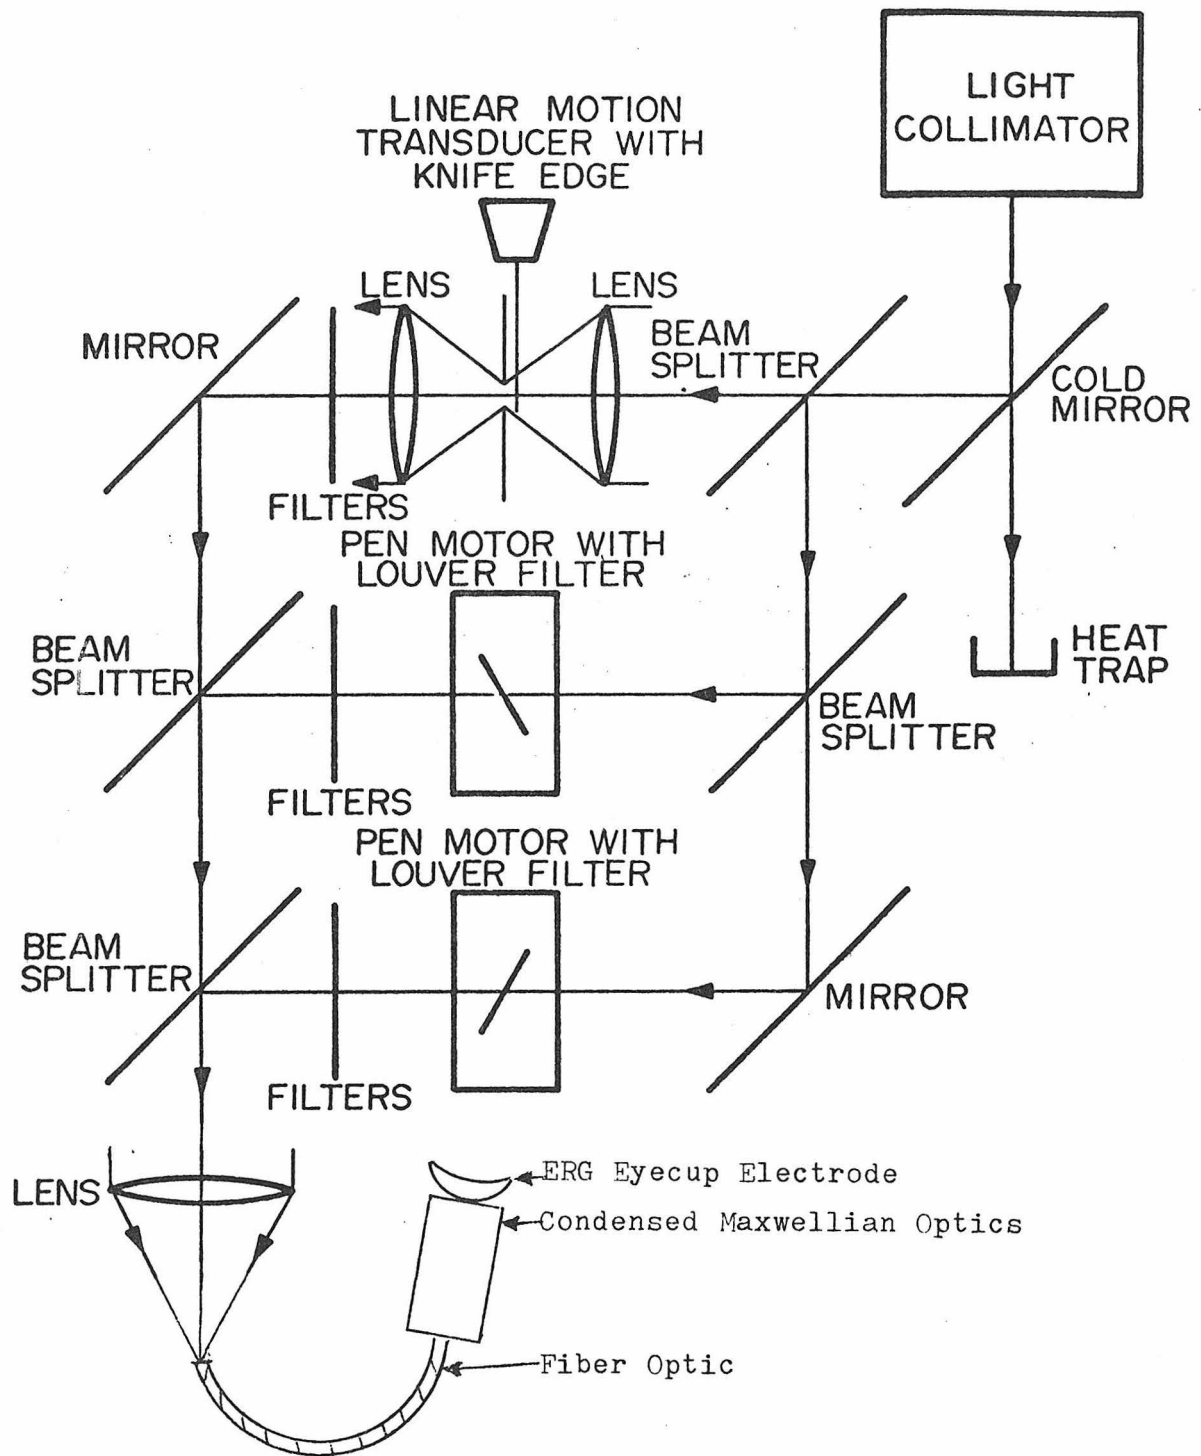 LIGHT
COLLIMATOR
LINEAR MOTION
TRANSDUCER WITH
KNIFE EDGE
LENS
LENS
MIRROR
BEAM
SPLITTER
COLD
MIRROR
FILTERS
PEN MOTOR WITH
LOUVER FILTER
BEAM
SPLITTER
HEAT
TRAP
BEAM
SPLITTER
FILTERS
PEN MOTOR WITH
LOUVER FILTER
BEAM
SPLITTER
MIRROR
FILTERS
LENS
ERG Eyecup Electrode
Condensed Maxwellian Optics
Fiber Optic